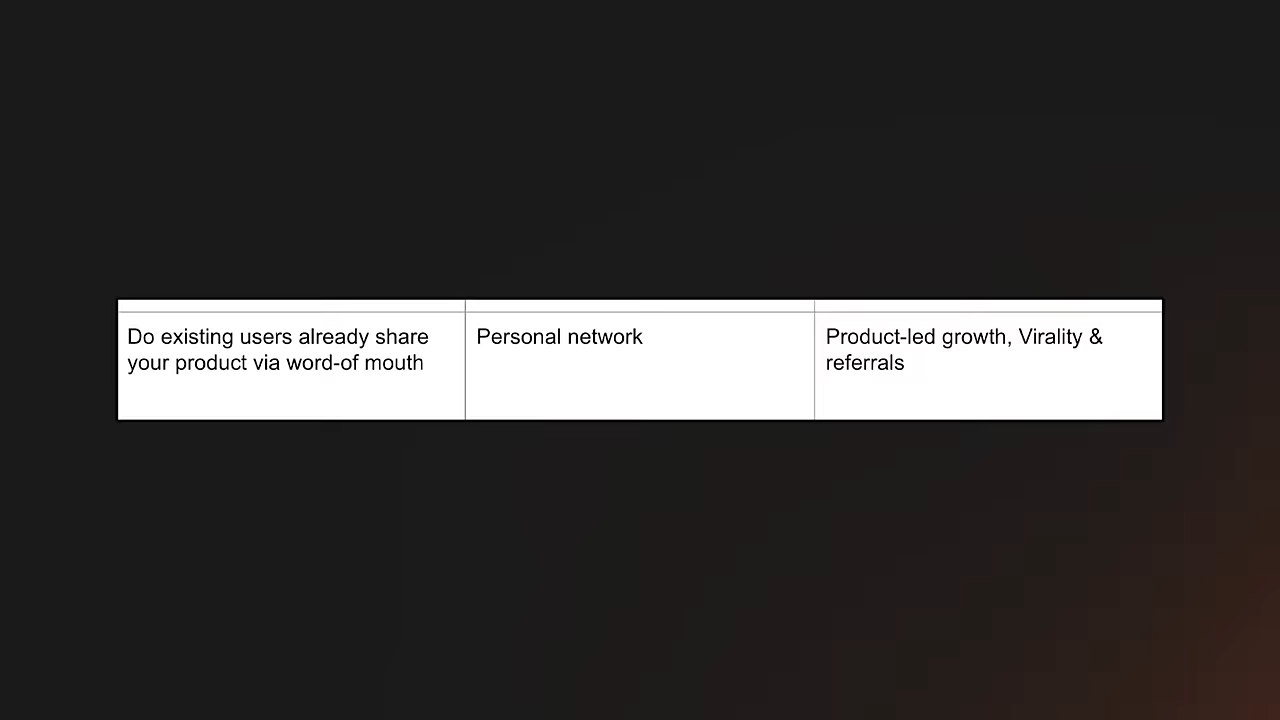 Do existing users already share
your product via word-of mouth
Personal network
Product-led growth, Virality &
referrals